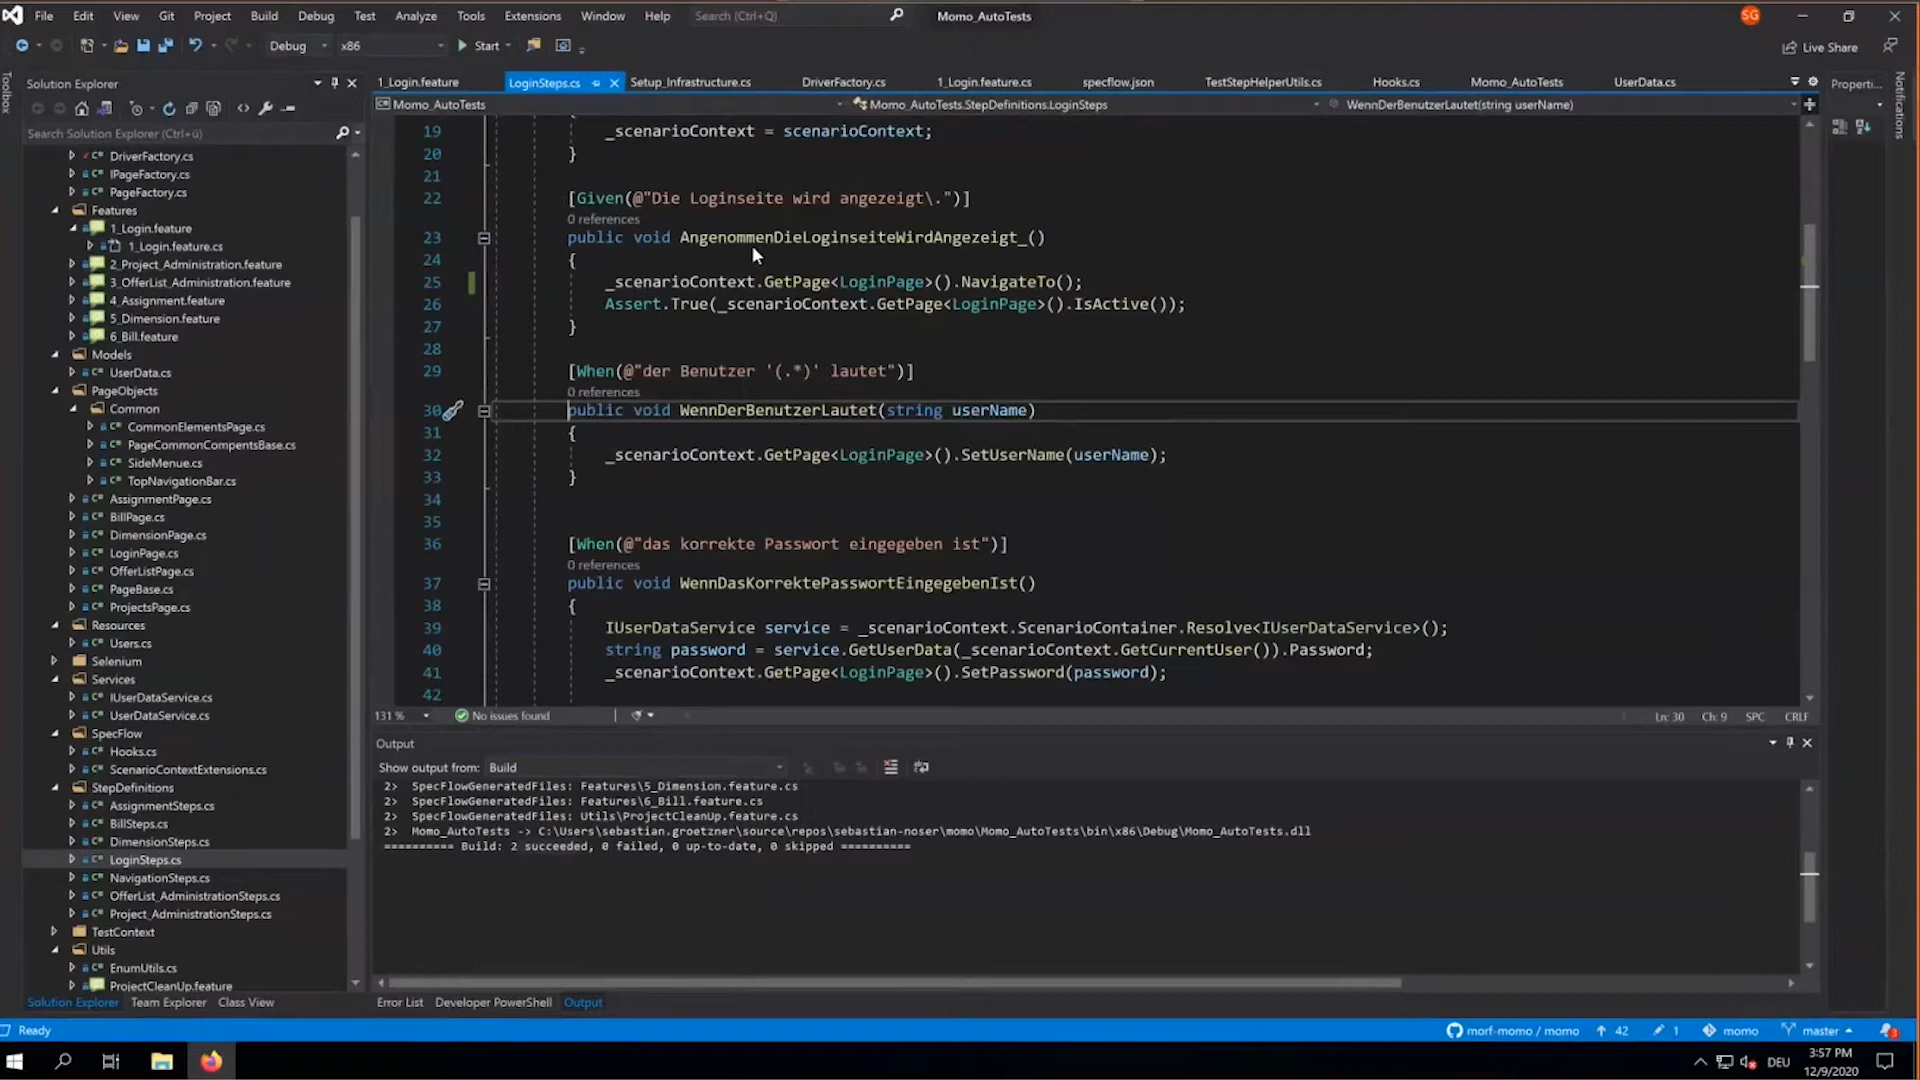 File Edit View Git Project Build Debug Test Analyze Tools Extensions Window Help Search (Ctrl+Q) Momo_AutoTests SG
Debug x86 Start Live Share
Toolbox
Solution Explorer
Search Solution Explorer (Ctrl+ü)
DriverFactory.cs
IPageFactory.cs
PageFactory.cs
Features
1_Login.feature
1_Login.feature.cs
2_Project_Administration.feature
3_OfferList_Administration.feature
4_Assignment.feature
5_Dimension.feature
6_Bill.feature
Models
UserData.cs
PageObjects
Common
CommonElementsPage.cs
PageCommonCompentsBase.cs
SideMenue.cs
TopNavigationBar.cs
AssignmentPage.cs
BillPage.cs
DimensionPage.cs
LoginPage.cs
OfferListPage.cs
PageBase.cs
ProjectsPage.cs
Resources
Users.cs
Selenium
Services
IUserDataService.cs
UserDataService.cs
SpecFlow
Hooks.cs
ScenarioContextExtensions.cs
StepDefinitions
AssignmentSteps.cs
BillSteps.cs
DimensionSteps.cs
LoginSteps.cs
NavigationSteps.cs
OfferList_AdministrationSteps.cs
Project_AdministrationSteps.cs
TestContext
Utils
EnumUtils.cs
ProjectCleanUp.feature
Solution Explorer Team Explorer Class View
1_Login.feature LoginSteps.cs Setup_Infrastructure.cs DriverFactory.cs 1_Login.feature.cs specflow.json TestStepHelperUtils.cs Hooks.cs Momo_AutoTests UserData.cs
Momo_AutoTests Momo_AutoTests.StepDefinitions.LoginSteps WennDerBenutzerLautet(string userName)
19 _scenarioContext = scenarioContext;
20 }
21
22 [Given(@"Die Loginseite wird angezeigt\.")]
0 references
23 public void AngenommenDieLoginseiteWirdAngezeigt_()
24 {
25 _scenarioContext.GetPage<LoginPage>().NavigateTo();
26 Assert.True(_scenarioContext.GetPage<LoginPage>().IsActive());
27 }
28
29 [When(@"der Benutzer '(.*)' lautet")]
0 references
30 public void WennDerBenutzerLautet(string userName)
31 {
32 _scenarioContext.GetPage<LoginPage>().SetUserName(userName);
33 }
34
35
36 [When(@"das korrekte Passwort eingegeben ist")]
0 references
37 public void WennDasKorrektePasswortEingegebenIst()
38 {
39 IUserDataService service = _scenarioContext.ScenarioContainer.Resolve<IUserDataService>();
40 string password = service.GetUserData(_scenarioContext.GetCurrentUser()).Password;
41 _scenarioContext.GetPage<LoginPage>().SetPassword(password);
42
131 % No issues found Ln: 30 Ch: 9 SPC CRLF
Output
Show output from: Build
2> SpecFlowGeneratedFiles: Features\5_Dimension.feature.cs
2> SpecFlowGeneratedFiles: Features\6_Bill.feature.cs
2> SpecFlowGeneratedFiles: Utils\ProjectCleanUp.feature.cs
2> Momo_AutoTests -> C:\Users\sebastian.groetzner\source\repos\sebastian-noser\momo\Momo_AutoTests\bin\x86\Debug\Momo_AutoTests.dll
========== Build: 2 succeeded, 0 failed, 0 up-to-date, 0 skipped ==========
Error List Developer PowerShell Output
Properti...
Notifications
Ready morf-momo / momo 42 1 momo master 3
DEU 3:57 PM
12/9/2020